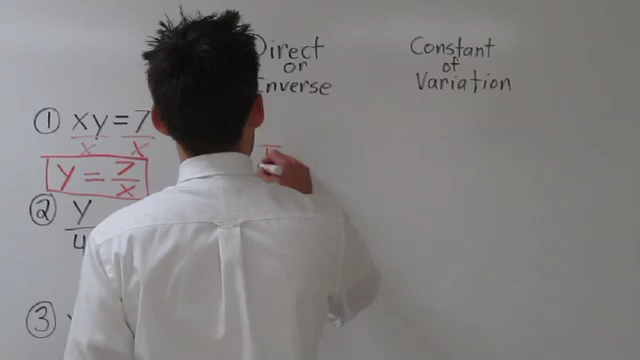 Direct
or
Inverse
Constant
of
Variation
① xy = 7
x x
y = 7/x
② y
4
③